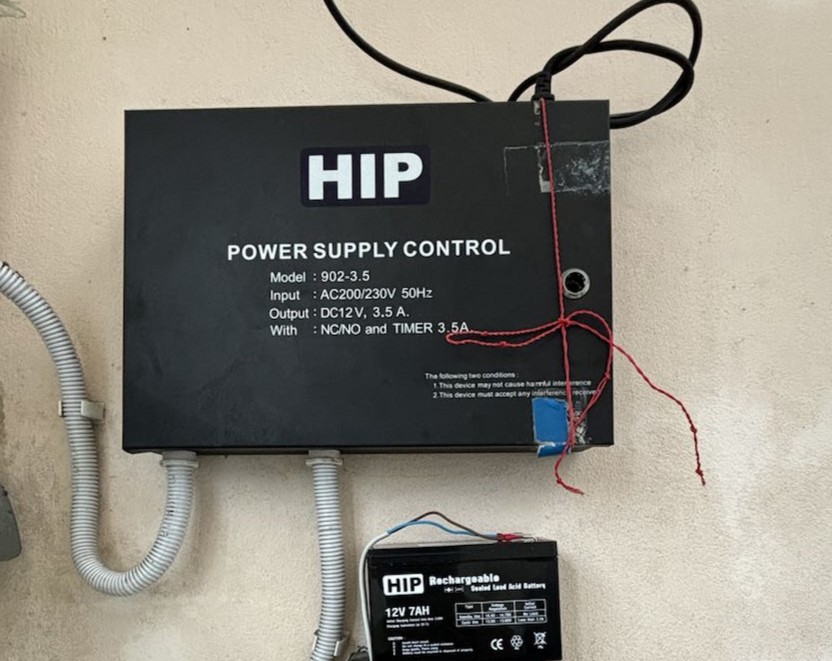 HIP
POWER SUPPLY CONTROL
Model : 902-3.5
Input : AC200/230V 50Hz
Output : DC12V, 3.5 A.
With : NC/NO and TIMER 3.5A.
The following two conditions :
1.This device may not cause harmful interference
2.This device must accept any interference receive
HIP Rechargeable
Sealed Lead Acid Battery
12V 7AH
CAUTION